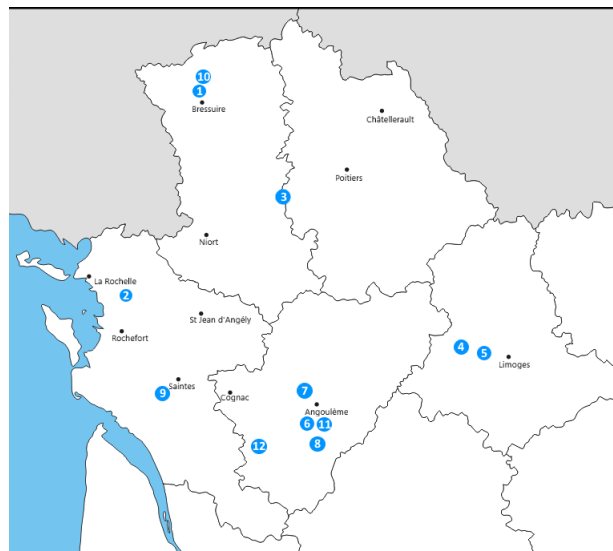 10
1
Bressuire
Châtellerault
Poitiers
3
Niort
La Rochelle
2
St Jean d'Angély
Rochefort
4
5
Limoges
Saintes
9
Cognac
7
Angoulême
6
11
12
8